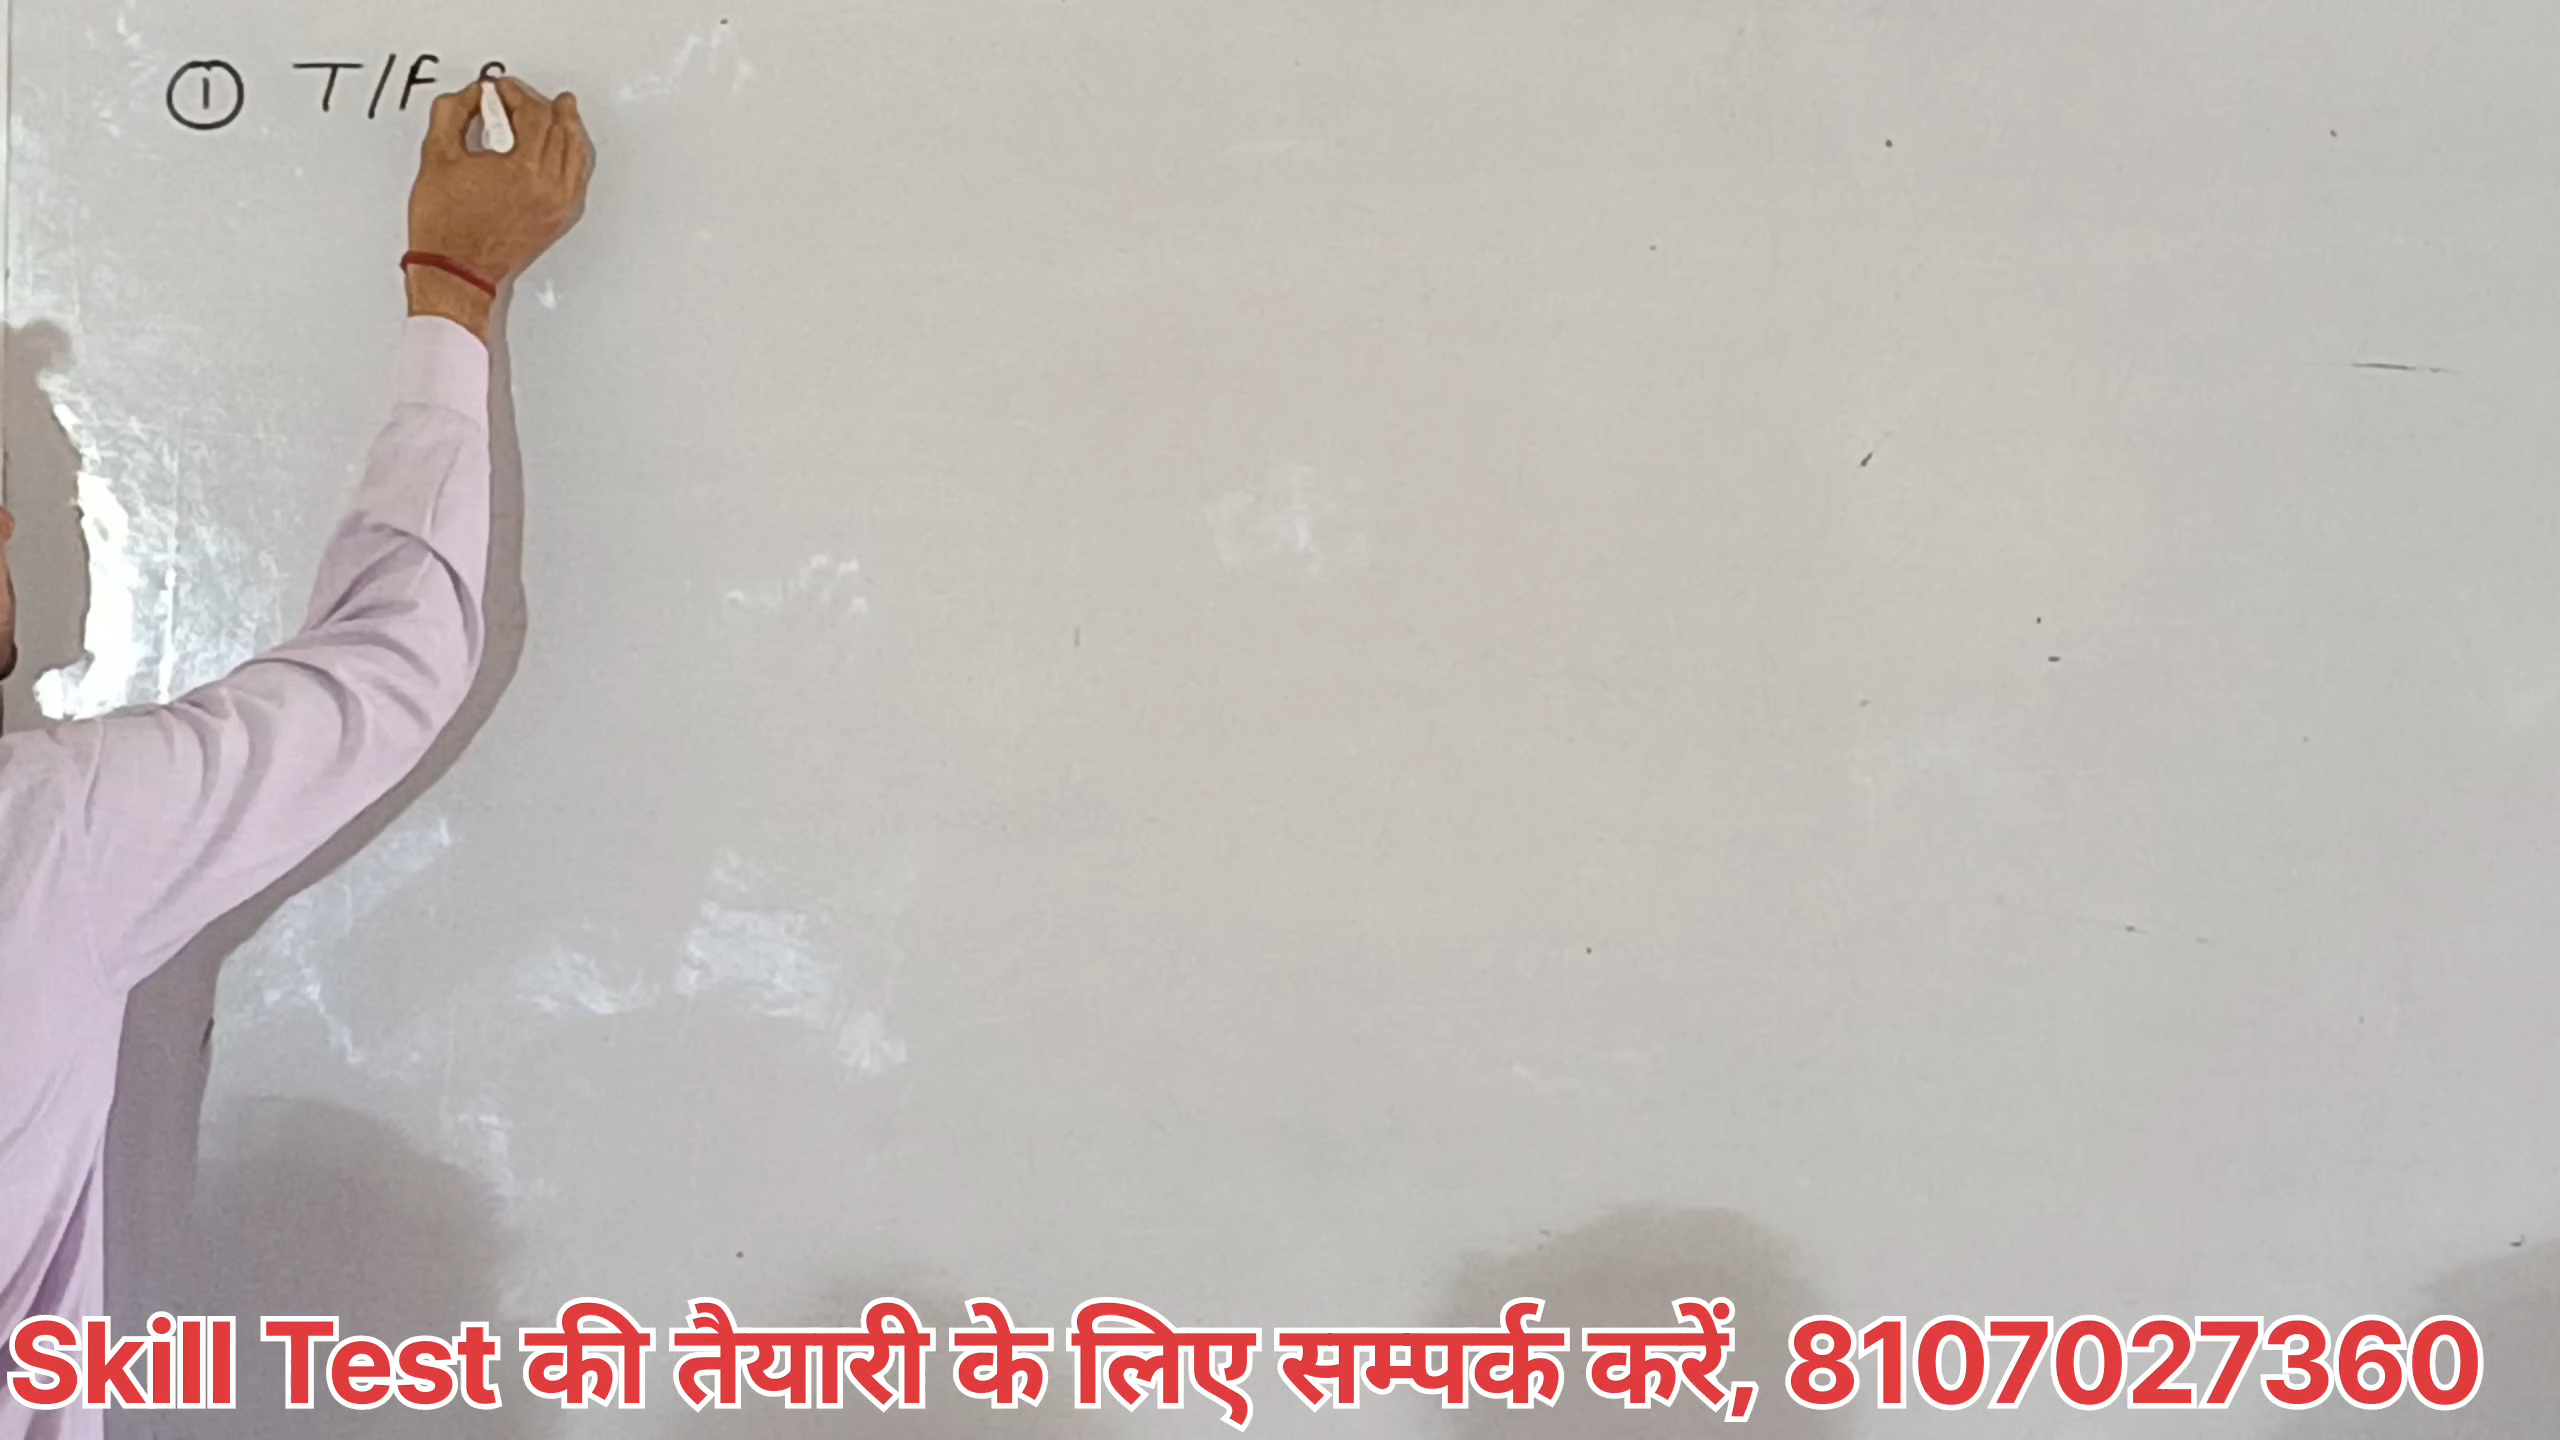 ① T/F
Skill Test की तैयारी के लिए सम्पर्क करें, 8107027360